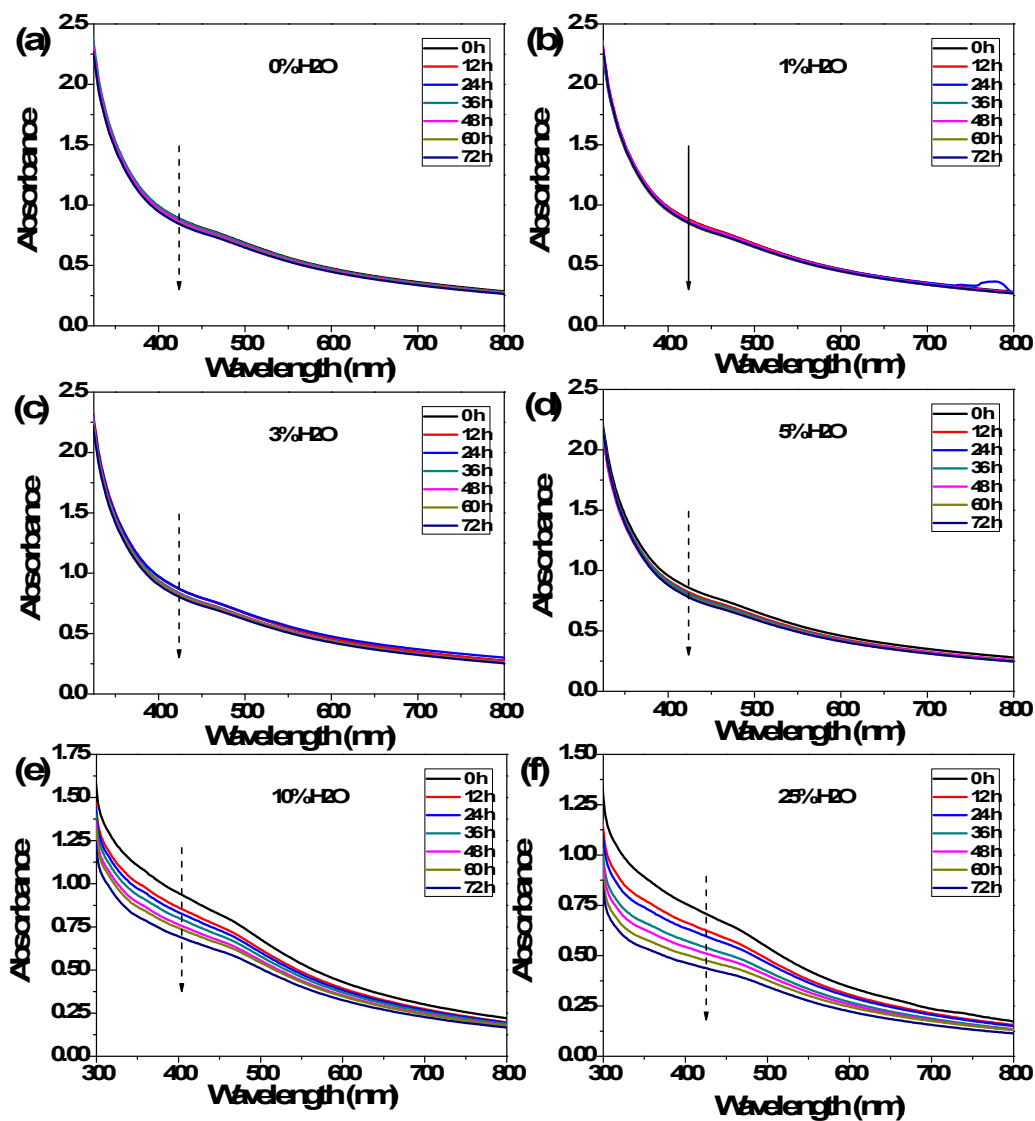 (a)
0%H2O
0h
12h
24h
36h
48h
60h
72h
2.5
2.0
1.5
1.0
0.5
0.0
Absorbance
400 500 600 700 800
Wavelength (nm)
(b)
1%H2O
0h
12h
24h
36h
48h
60h
72h
2.5
2.0
1.5
1.0
0.5
0.0
Absorbance
400 500 600 700 800
Wavelength (nm)
(c)
3%H2O
0h
12h
24h
36h
48h
60h
72h
2.5
2.0
1.5
1.0
0.5
0.0
Absorbance
400 500 600 700 800
Wavelength (nm)
(d)
5%H2O
0h
12h
24h
36h
48h
60h
72h
2.5
2.0
1.5
1.0
0.5
0.0
Absorbance
400 500 600 700 800
Wavelength (nm)
(e)
10%H2O
0h
12h
24h
36h
48h
60h
72h
1.75
1.50
1.25
1.00
0.75
0.50
0.25
0.00
Absorbance
300 400 500 600 700 800
Wavelength (nm)
(f)
25%H2O
0h
12h
24h
36h
48h
60h
72h
1.50
1.25
1.00
0.75
0.50
0.25
0.00
Absorbance
300 400 500 600 700 800
Wavelength (nm)